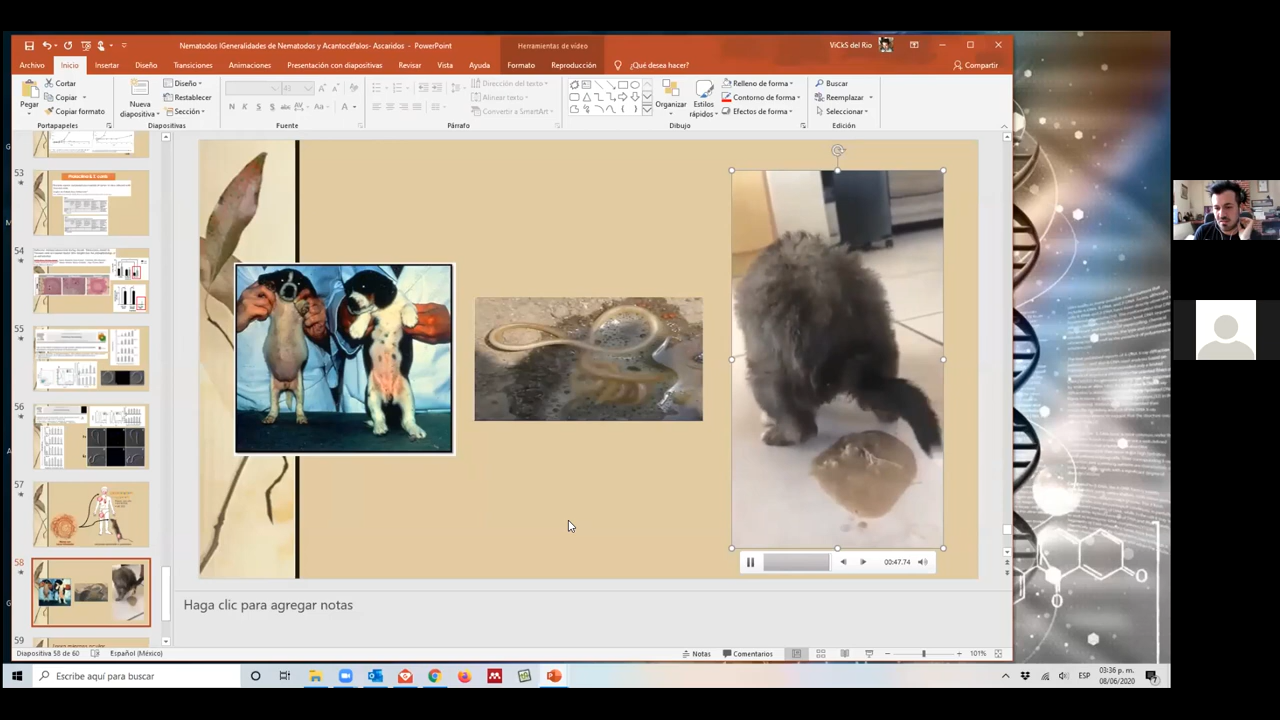 Nematodos IGeneralidades de Nematodos y Acantocéfalos- Ascaridos - PowerPoint
Herramientas de vídeo
ViCkS del Río
Archivo
Inicio
Insertar
Diseño
Transiciones
Animaciones
Presentación con diapositivas
Revisar
Vista
Ayuda
Formato
Reproducción
¿Qué desea hacer?
Compartir
Pegar
Cortar
Copiar
Copiar formato
Portapapeles
Nueva
diapositiva
Diseño
Restablecer
Sección
Diapositivas
N K S abc
Fuente
Dirección del texto
Alinear texto
Convertir a SmartArt
Párrafo
Organizar
Estilos
rápidos
Relleno de forma
Contorno de forma
Efectos de forma
Dibujo
Buscar
Reemplazar
Seleccionar
Edición
53
54
55
56
57
58
59
00:47.74
Haga clic para agregar notas
Diapositiva 58 de 60
Español (México)
Notas
Comentarios
101%
Escribe aquí para buscar
ESP
03:36 p. m.
08/06/2020